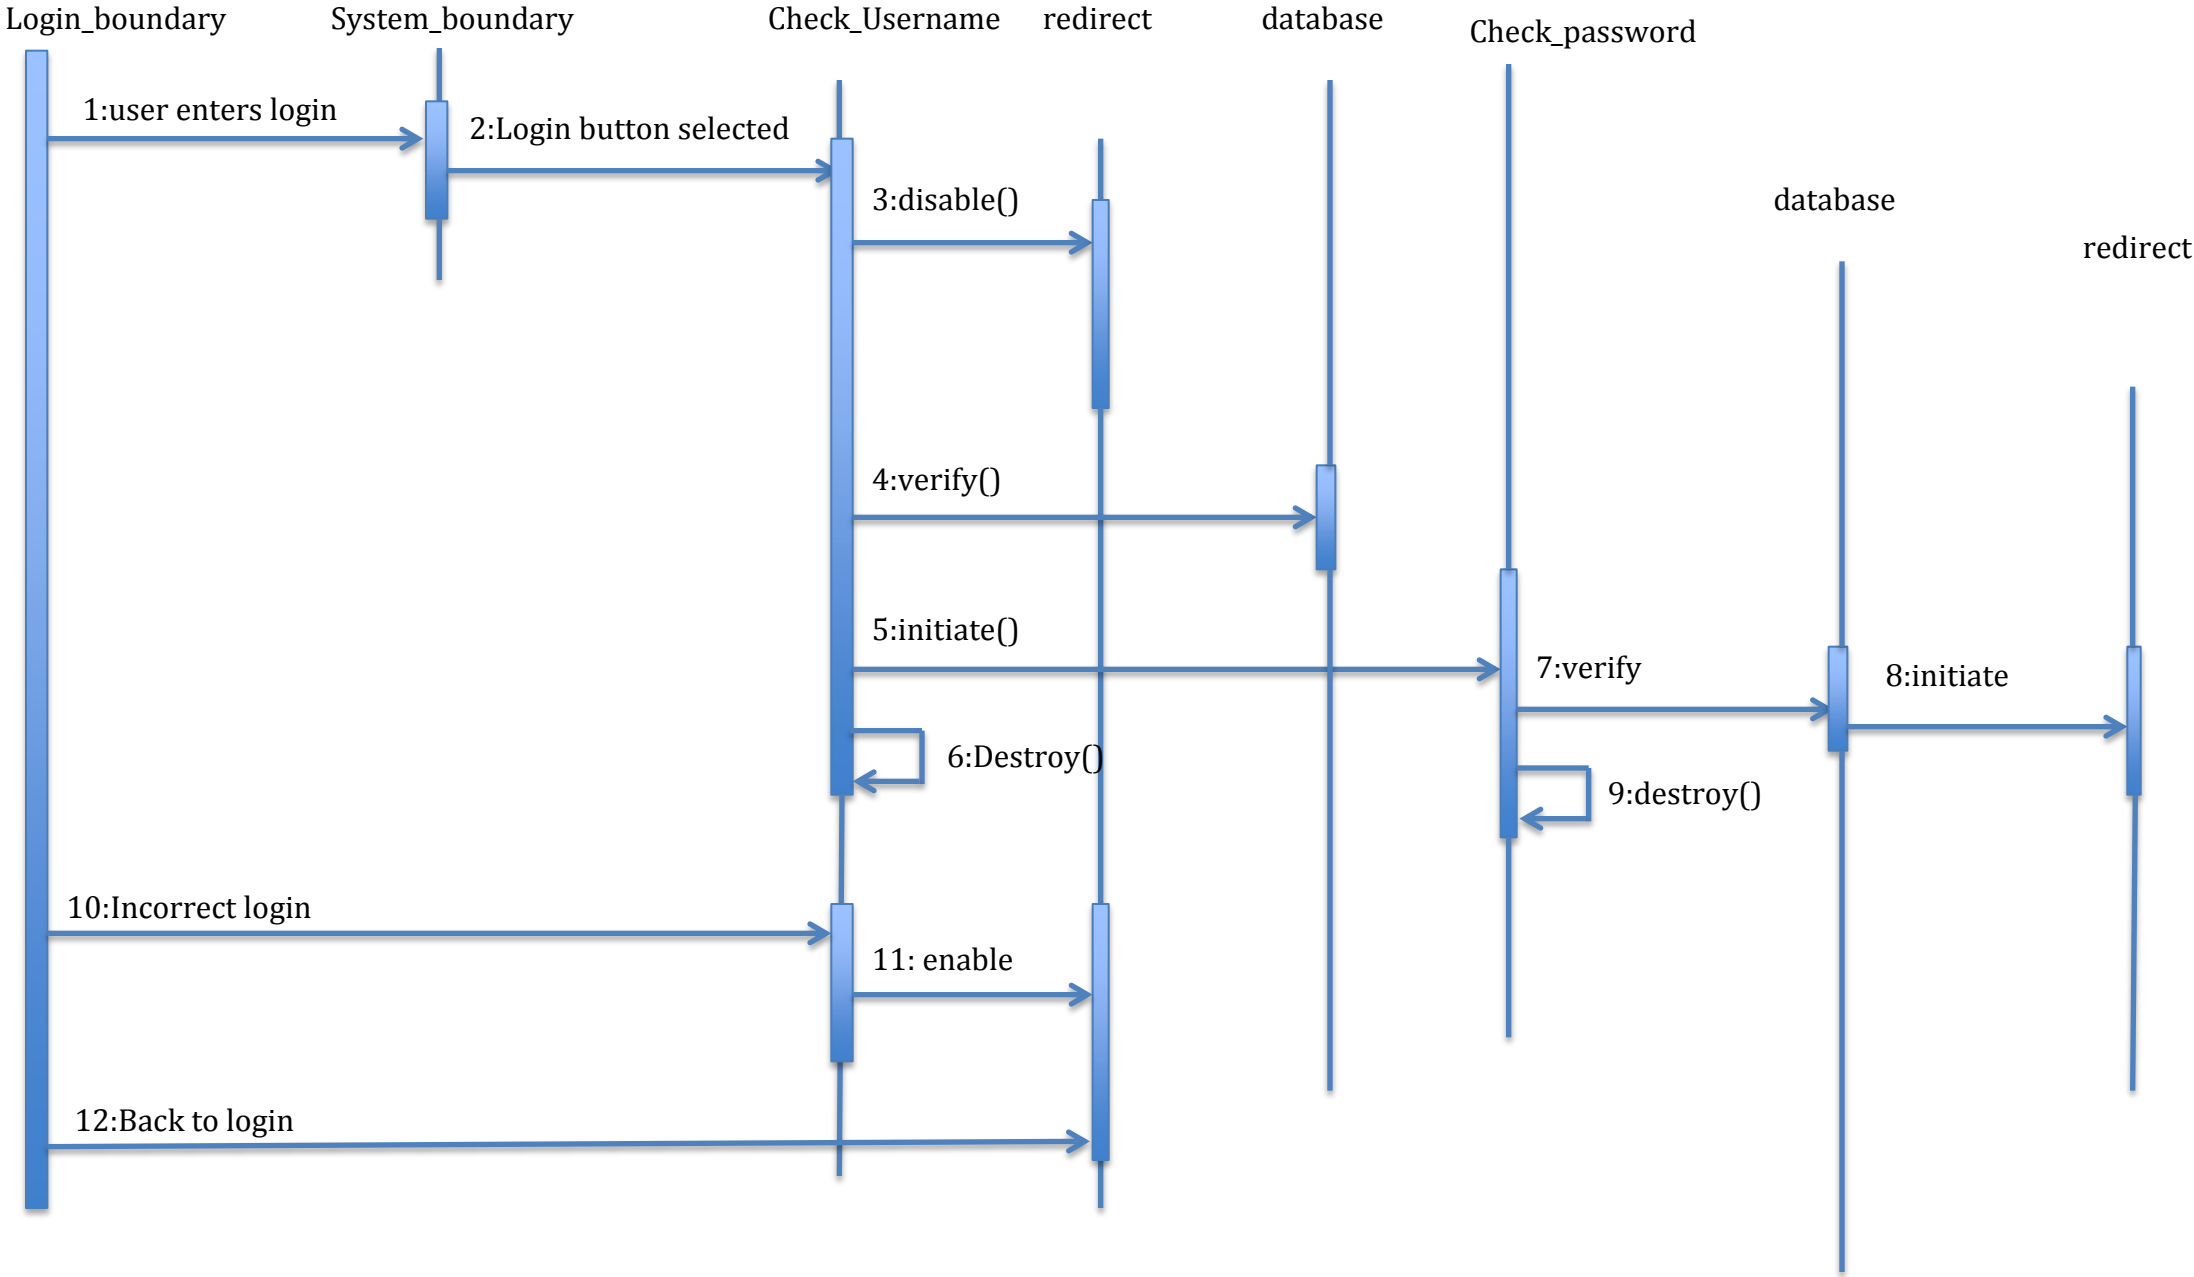 Login_boundary
System_boundary
Check_Username
redirect
database
Check_password
1:user enters login
2:Login button selected
3:disable()
database
redirect
4:verify()
5:initiate()
7:verify
8:initiate
6:Destroy()
9:destroy()
10:Incorrect login
11: enable
12:Back to login